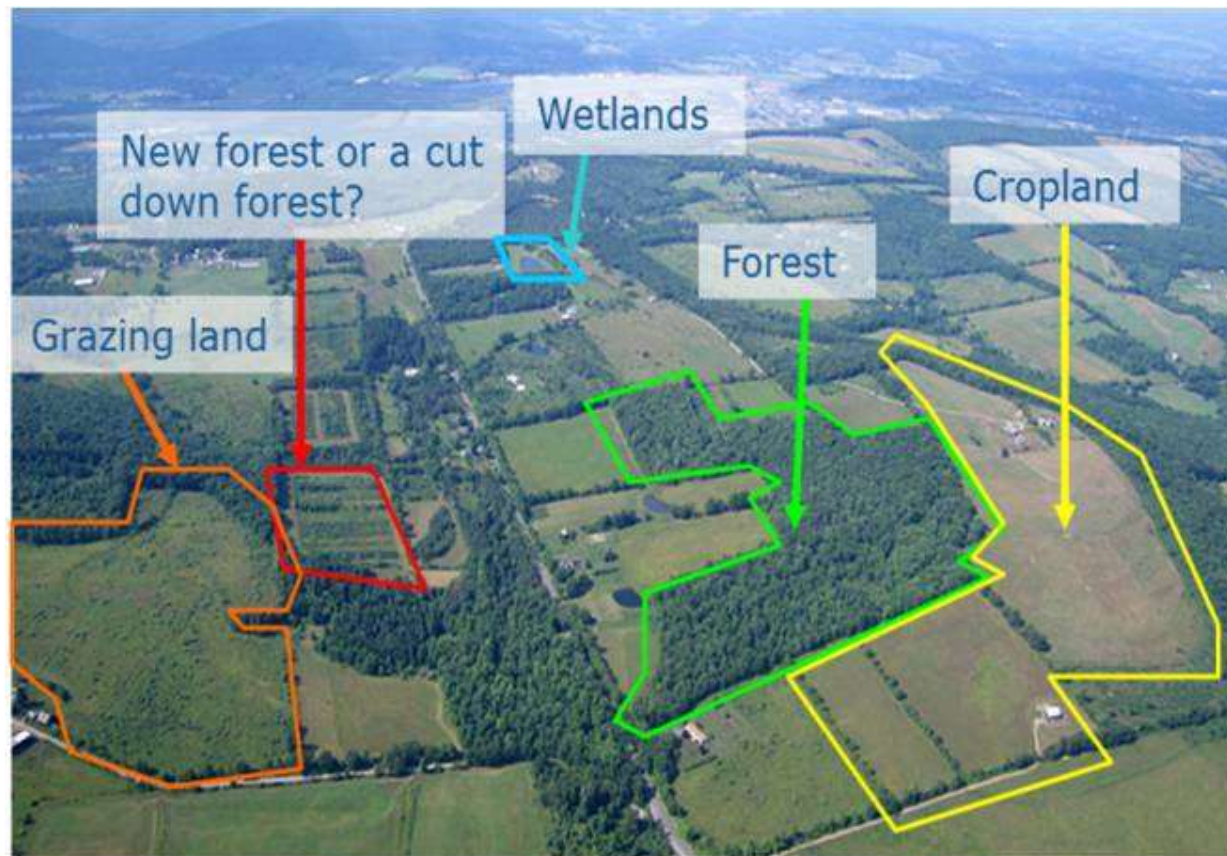 Wetlands
New forest or a cut
down forest?
Cropland
Forest
Grazing land